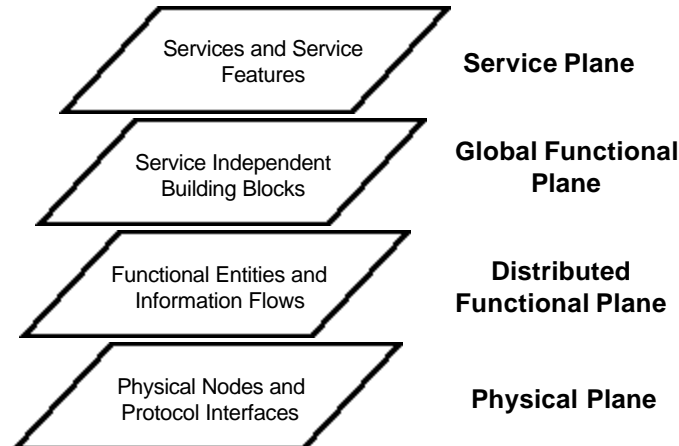 Services and Service
Features
Service Plane
Service Independent
Building Blocks
Global Functional
Plane
Functional Entities and
Information Flows
Distributed
Functional Plane
Physical Nodes and
Protocol Interfaces
Physical Plane